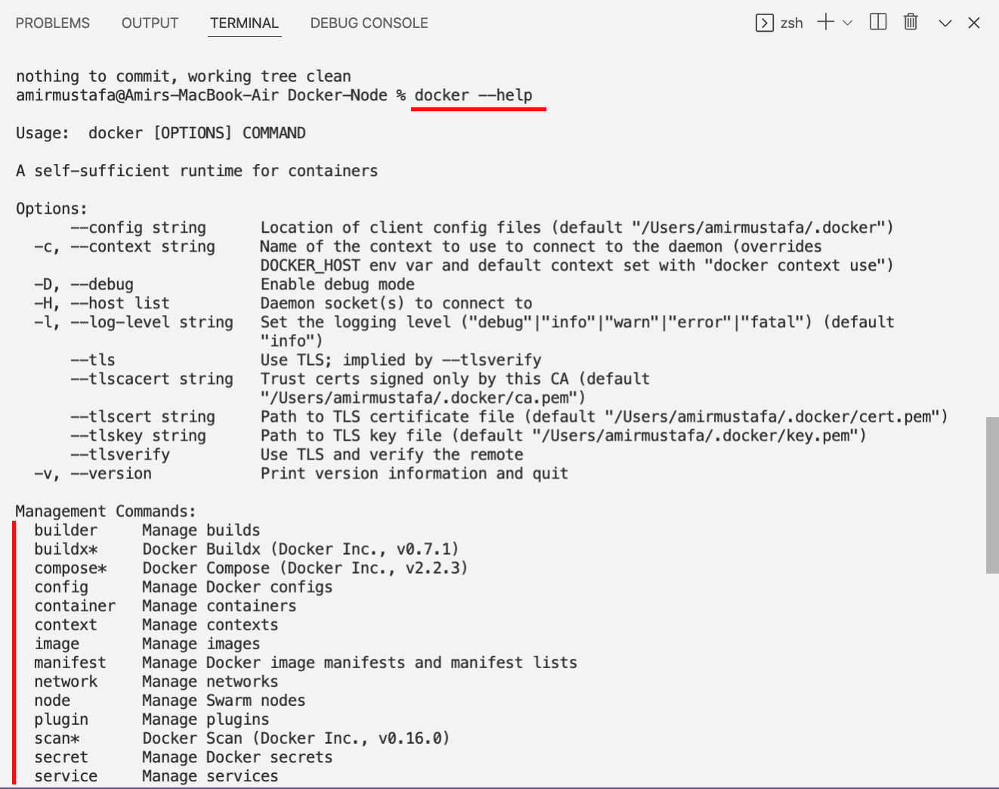 PROBLEMS OUTPUT TERMINAL DEBUG CONSOLE zsh
nothing to commit, working tree clean
amirmustafa@Amirs-MacBook-Air Docker-Node % docker --help
Usage:  docker [OPTIONS] COMMAND
A self-sufficient runtime for containers
Options:
      --config string      Location of client config files (default "/Users/amirmustafa/.docker")
  -c, --context string     Name of the context to use to connect to the daemon (overrides
                           DOCKER_HOST env var and default context set with "docker context use")
  -D, --debug              Enable debug mode
  -H, --host list          Daemon socket(s) to connect to
  -l, --log-level string   Set the logging level ("debug"|"info"|"warn"|"error"|"fatal") (default
                           "info")
      --tls                Use TLS; implied by --tlsverify
      --tlscacert string   Trust certs signed only by this CA (default
                           "/Users/amirmustafa/.docker/ca.pem")
      --tlscert string     Path to TLS certificate file (default "/Users/amirmustafa/.docker/cert.pem")
      --tlskey string      Path to TLS key file (default "/Users/amirmustafa/.docker/key.pem")
      --tlsverify          Use TLS and verify the remote
  -v, --version            Print version information and quit
Management Commands:
  builder     Manage builds
  buildx*     Docker Buildx (Docker Inc., v0.7.1)
  compose*    Docker Compose (Docker Inc., v2.2.3)
  config      Manage Docker configs
  container   Manage containers
  context     Manage contexts
  image       Manage images
  manifest    Manage Docker image manifests and manifest lists
  network     Manage networks
  node        Manage Swarm nodes
  plugin      Manage plugins
  scan*       Docker Scan (Docker Inc., v0.16.0)
  secret      Manage Docker secrets
  service     Manage services